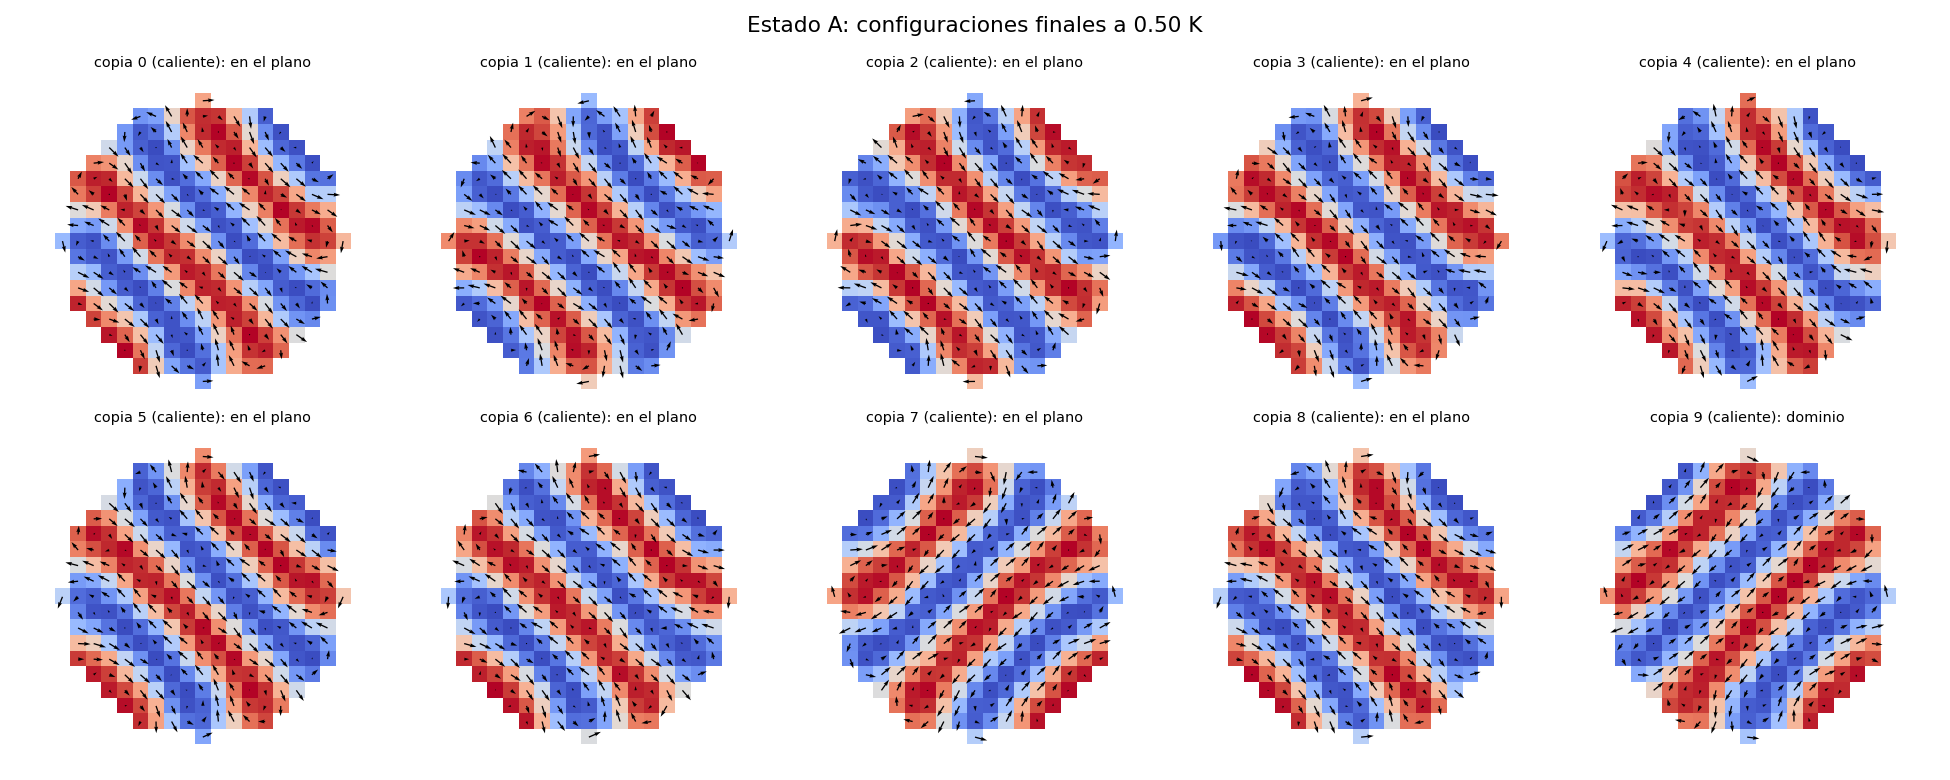 Estado A: configuraciones finales a 0.50 K
copia 0 (caliente): en el plano
copia 1 (caliente): en el plano
copia 2 (caliente): en el plano
copia 3 (caliente): en el plano
copia 4 (caliente): en el plano
copia 5 (caliente): en el plano
copia 6 (caliente): en el plano
copia 7 (caliente): en el plano
copia 8 (caliente): en el plano
copia 9 (caliente): dominio